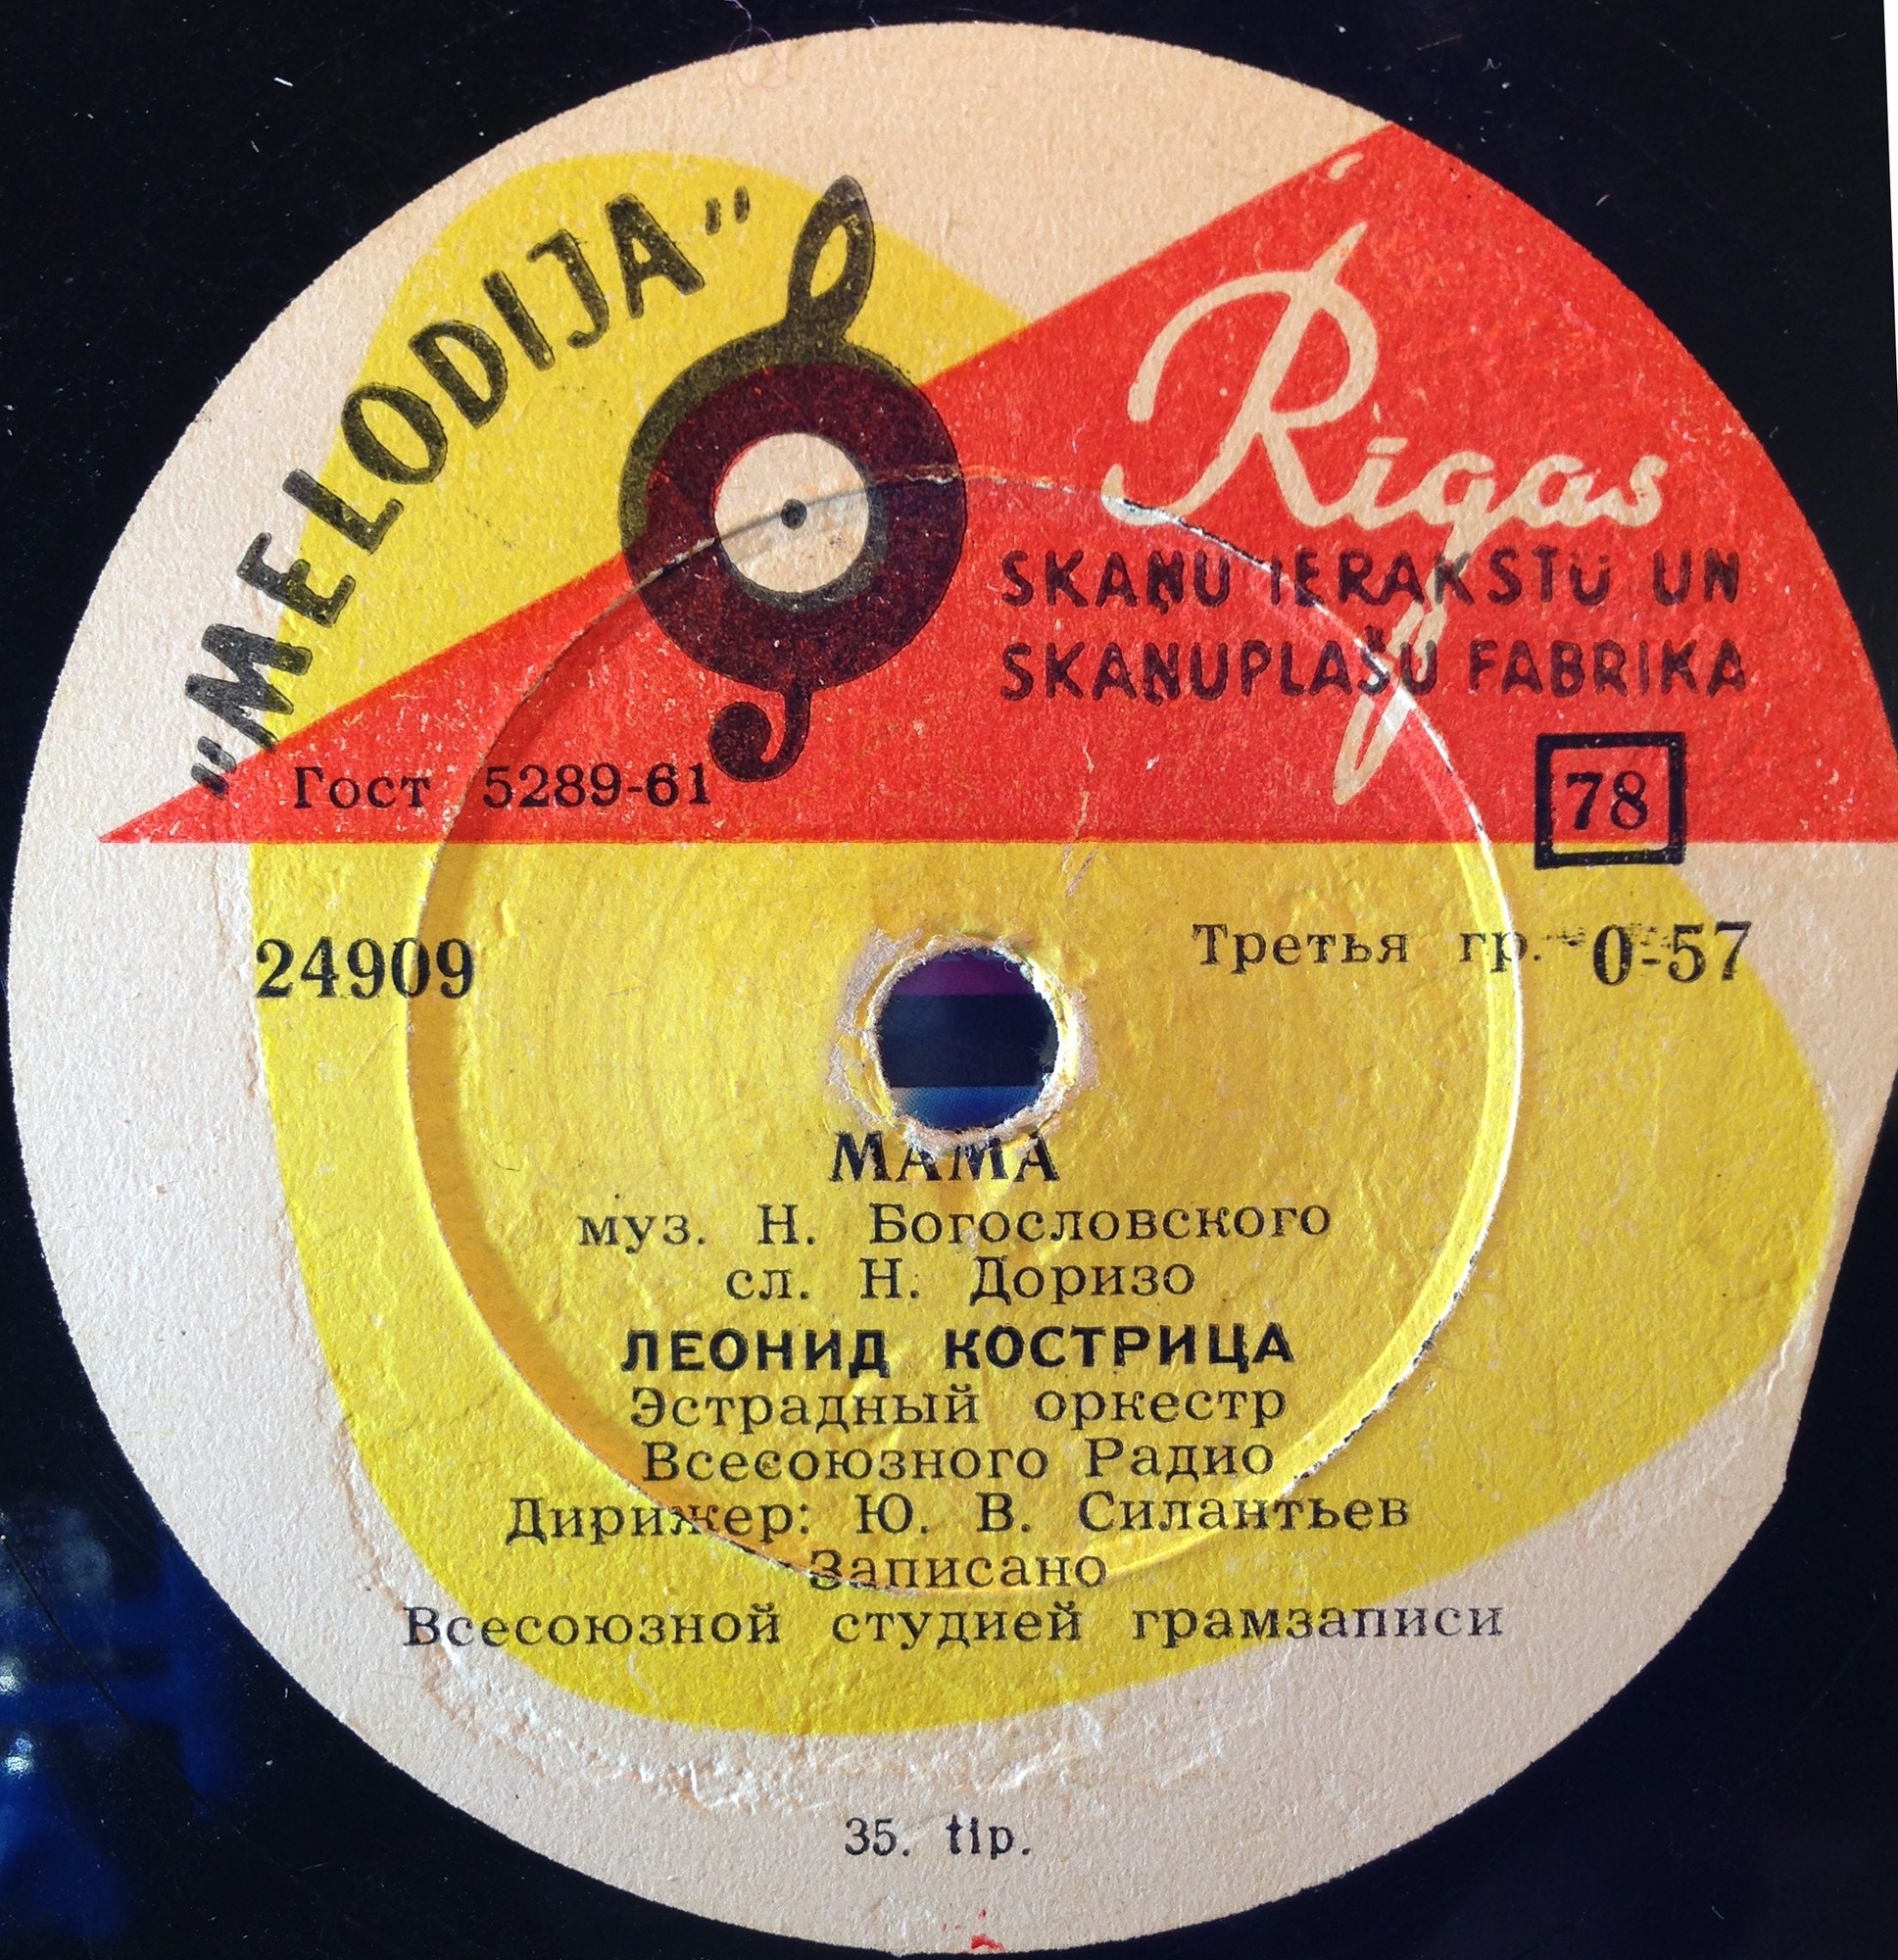 "MELODIJA"
Rīgas
SKAŅU IERAKSTU UN
SKAŅUPLAŠU FABRIKA
Гост 5289-61
78
24909
Третья гр. 0-57
МАМА
муз. Н. Богословского
сл. Н. Доризо
ЛЕОНИД КОСТРИЦА
Эстрадный оркестр
Всесоюзного Радио
Дирижер: Ю. В. Силантьев
Записано
Всесоюзной студией грамзаписи
35. tip.